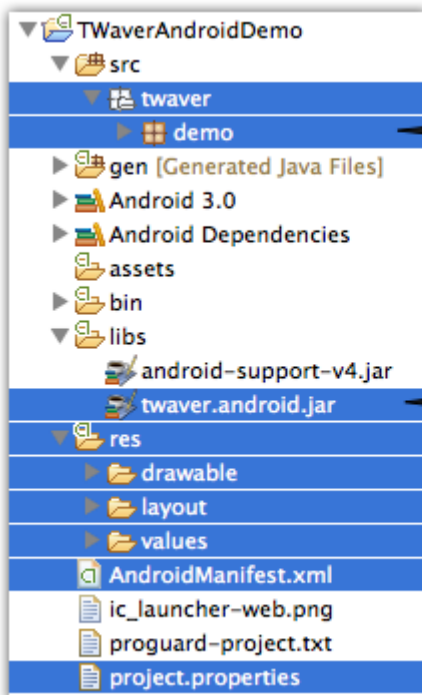 TWaverAndroidDemo
src
twaver
demo
gen [Generated Java Files]
Android 3.0
Android Dependencies
assets
bin
libs
android-support-v4.jar
twaver.android.jar
res
drawable
layout
values
AndroidManifest.xml
ic_launcher-web.png
proguard-project.txt
project.properties